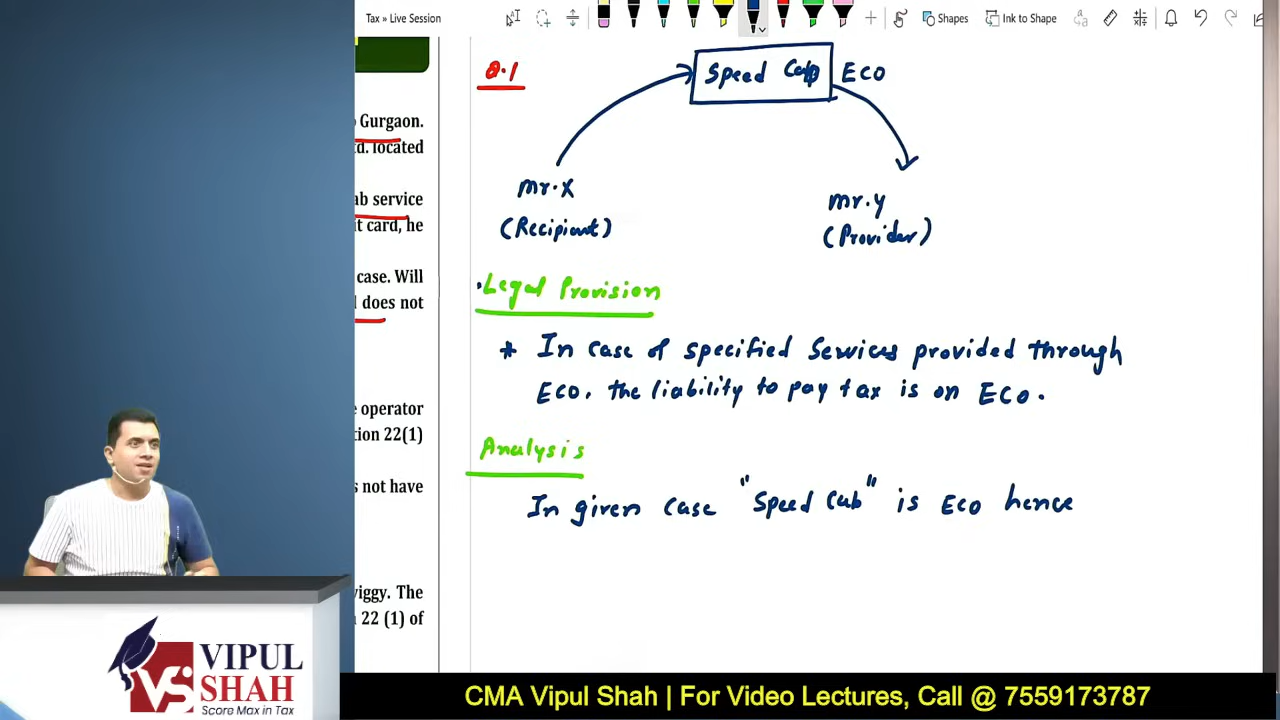 Tax » Live Session
Shapes
Ink to Shape
Gurgaon.
td. located
ab service
it card, he
case. Will
does not
e operator
tion 22(1)
s not have
viggy. The
22 (1) of
Q.1
Speed Cab ECO
Mr. X
(Recipient)
Mr. Y
(Provider)
Legal Provision
* In case of specified Services provided through
ECO, the liability to pay tax is on ECO.
Analysis
In given case "Speed Cab" is ECO hence
VS
VIPUL
SHAH
Score Max in Tax
CMA Vipul Shah | For Video Lectures, Call @ 7559173787